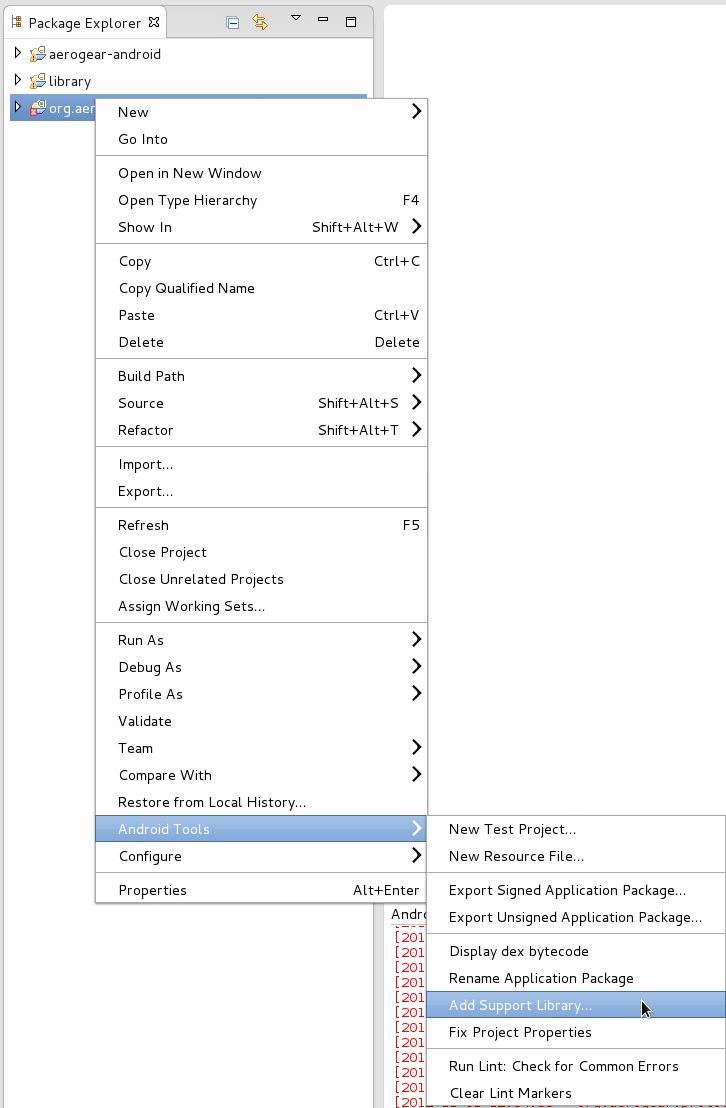 Package Explorer
aerogear-android
library
org.aer
New
Go Into
Open in New Window
Open Type Hierarchy F4
Show In Shift+Alt+W
Copy Ctrl+C
Copy Qualified Name
Paste Ctrl+V
Delete Delete
Build Path
Source Shift+Alt+S
Refactor Shift+Alt+T
Import...
Export...
Refresh F5
Close Project
Close Unrelated Projects
Assign Working Sets...
Run As
Debug As
Profile As
Validate
Team
Compare With
Restore from Local History...
Android Tools
Configure
Properties Alt+Enter
New Test Project...
New Resource File...
Export Signed Application Package...
Export Unsigned Application Package...
Display dex bytecode
Rename Application Package
Add Support Library...
Fix Project Properties
Run Lint: Check for Common Errors
Clear Lint Markers
Andr
[201
[201
[201
[201
[201
[201
[201
[201
[201
[201
[201